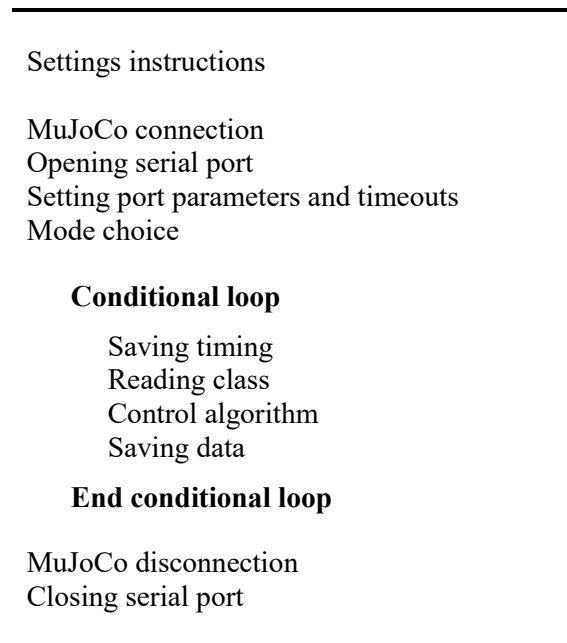 Settings instructions
MuJoCo connection
Opening serial port
Setting port parameters and timeouts
Mode choice
Conditional loop
Saving timing
Reading class
Control algorithm
Saving data
End conditional loop
MuJoCo disconnection
Closing serial port